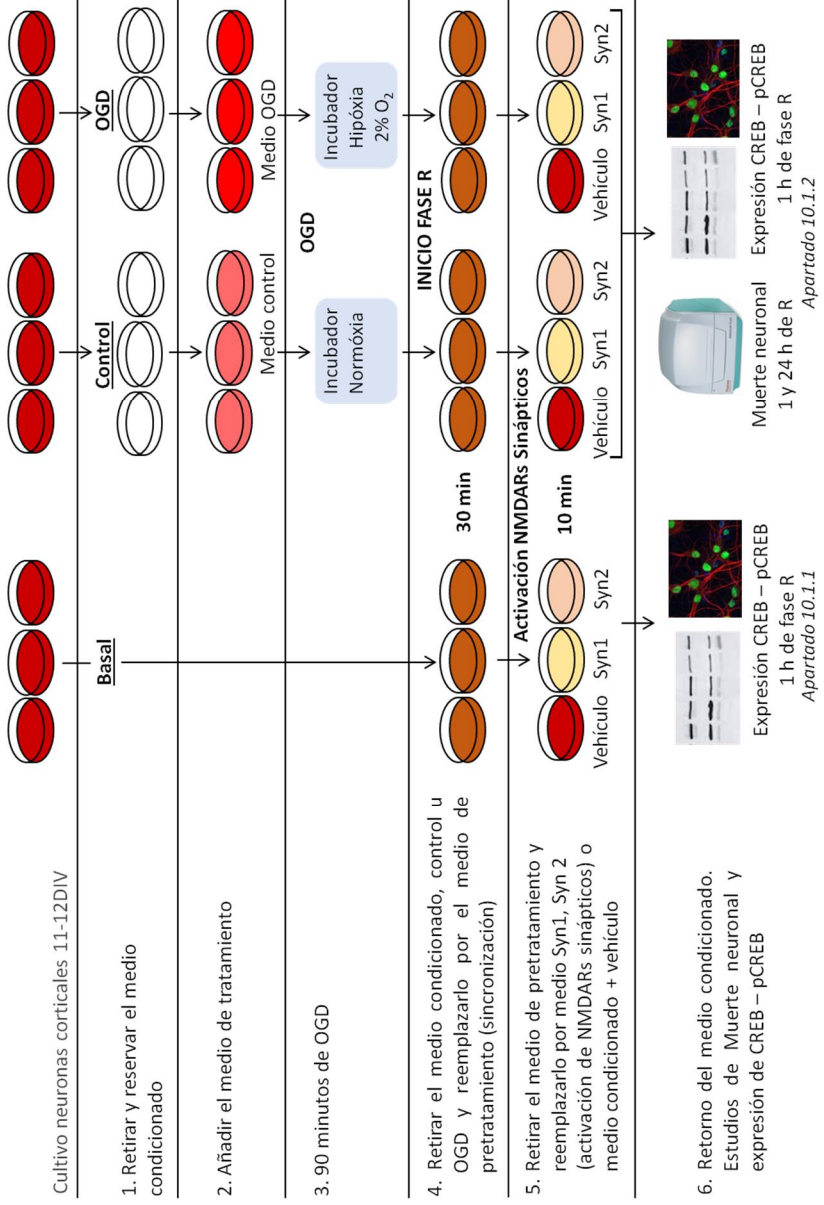 Cultivo neuronas corticales 11-12DIV
1. Retirar y reservar el medio
condicionado
Basal
Control
OGD
2. Añadir el medio de tratamiento
Medio control
Medio OGD
3. 90 minutos de OGD
OGD
Incubador
Normóxia
Incubador
Hipóxia
2% O₂
INICIO FASE R
4. Retirar el medio condicionado, control u
OGD y reemplazarlo por el medio de
pretratamiento (sincronización)
30 min
Activación NMDARs Sinápticos
5. Retirar el medio de pretratamiento y
reemplazarlo por medio Syn1, Syn 2
(activación de NMDARs sinápticos) o
medio condicionado + vehículo
10 min
Vehículo Syn1 Syn2
Vehículo Syn1 Syn2
Vehículo Syn1 Syn2
6. Retorno del medio condicionado.
Estudios de Muerte neuronal y
expresión de CREB – pCREB
Expresión CREB – pCREB
1 h de fase R
Apartado 10.1.1
Muerte neuronal
1 y 24 h de R
Expresión CREB – pCREB
1 h de fase R
Apartado 10.1.2